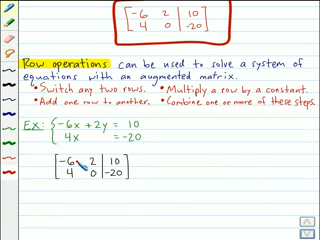 -6 2 | 10
4 0 | -20
Row operations can be used to solve a system of
equations with an augmented matrix.
• Switch any two rows. • Multiply a row by a constant.
• Add one row to another. • Combine one or more of these steps.
Ex: { -6x + 2y = 10
4x = -20
-6 2 | 10
4 0 | -20